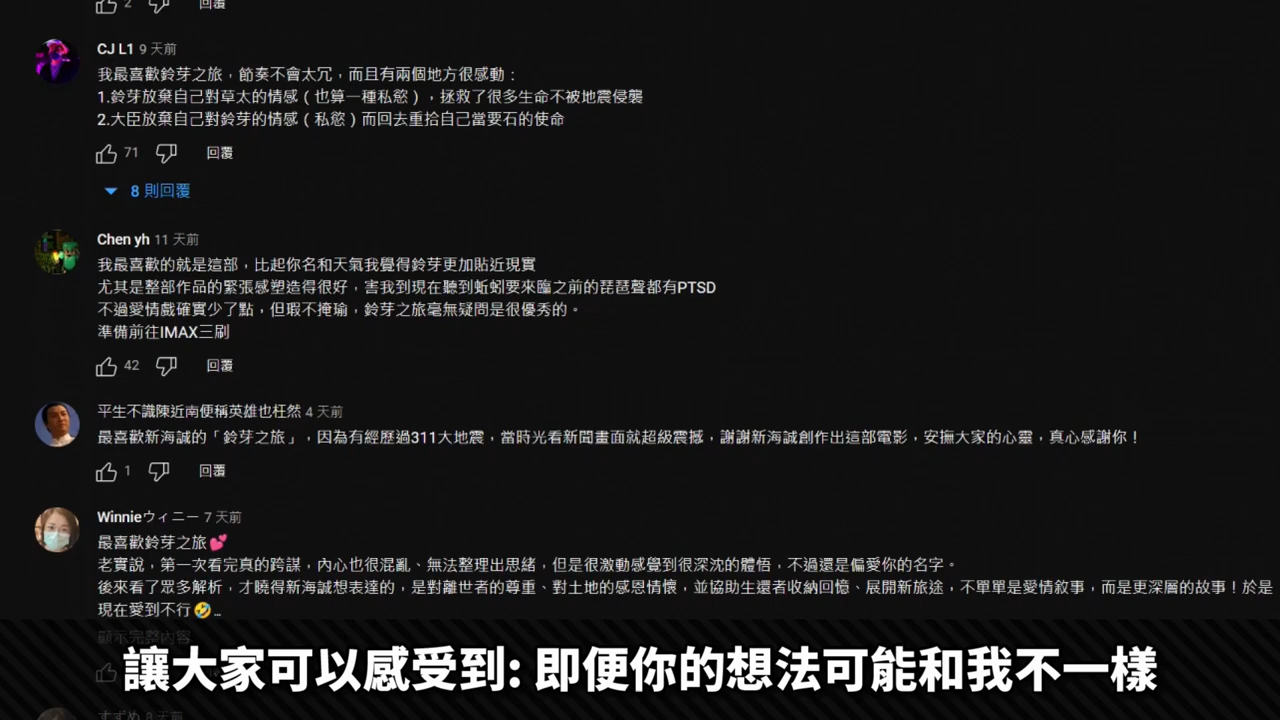 2 回覆
CJ L1 9 天前
我最喜歡鈴芽之旅，節奏不會太冗，而且有兩個地方很感動：
1.鈴芽放棄自己對草太的情感（也算一種私慾），拯救了很多生命不被地震侵襲
2.大臣放棄自己對鈴芽的情感（私慾）而回去重拾自己當要石的使命
71 回覆
8 則回覆
Chen yh 11 天前
我最喜歡的就是這部，比起你名和天氣我覺得鈴芽更加貼近現實
尤其是整部作品的緊張感塑造得很好，害我到現在聽到蚯蚓要來臨之前的琵琶聲都有PTSD
不過愛情戲確實少了點，但瑕不掩瑜，鈴芽之旅毫無疑問是很優秀的。
準備前往IMAX三刷
42 回覆
平生不識陳近南便稱英雄也枉然 4 天前
最喜歡新海誠的「鈴芽之旅」，因為有經歷過311大地震，當時光看新聞畫面就超級震撼，謝謝新海誠創作出這部電影，安撫大家的心靈，真心感謝你！
1 回覆
Winnieウィニー 7 天前
最喜歡鈴芽之旅💕
老實說，第一次看完真的跨謀，內心也很混亂、無法整理出思緒，但是很激動感覺到很深沈的體悟，不過還是偏愛你的名字。
後來看了眾多解析，才曉得新海誠想表達的，是對離世者的尊重、對土地的感恩情懷，並協助生還者收納回憶、展開新旅途，不單單是愛情敘事，而是更深層的故事！於是
現在愛到不行🤣...
顯示完整內容
讓大家可以感受到: 即便你的想法可能和我不一樣
すずめ 8 天前